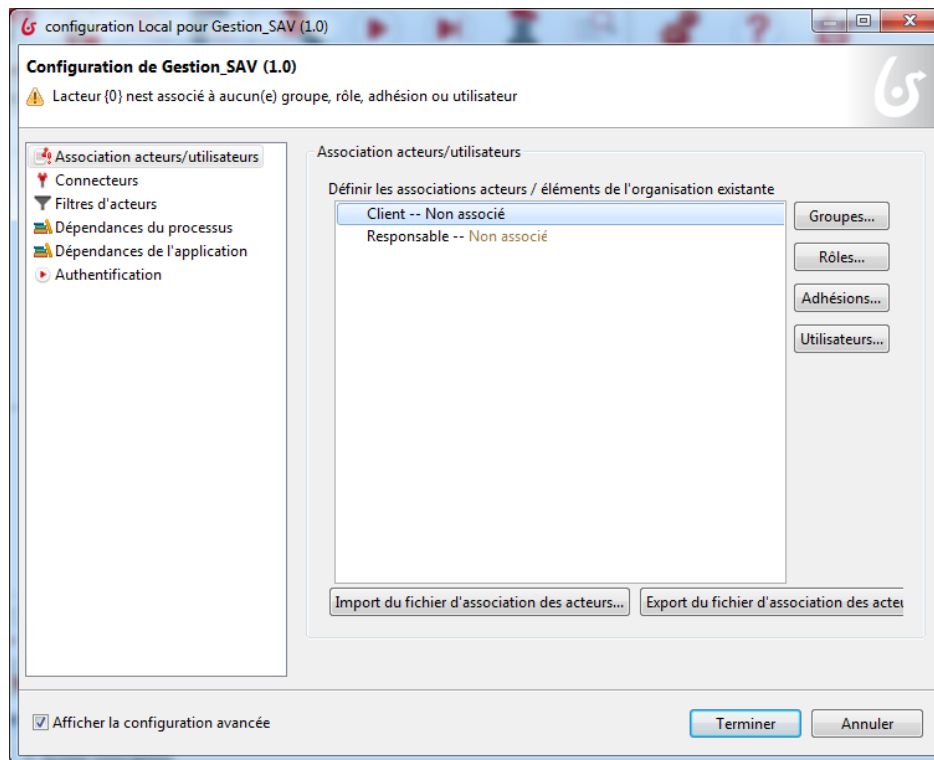 configuration Local pour Gestion_SAV (1.0)
Configuration de Gestion_SAV (1.0)
Lacteur {0} nest associé à aucun(e) groupe, rôle, adhésion ou utilisateur
Association acteurs/utilisateurs
Connecteurs
Filtres d'acteurs
Dépendances du processus
Dépendances de l'application
Authentification
Association acteurs/utilisateurs
Définir les associations acteurs / éléments de l'organisation existante
Client -- Non associé
Responsable -- Non associé
Groupes...
Rôles...
Adhésions...
Utilisateurs...
Import du fichier d'association des acteurs...
Export du fichier d'association des acteu
Afficher la configuration avancée
Terminer
Annuler